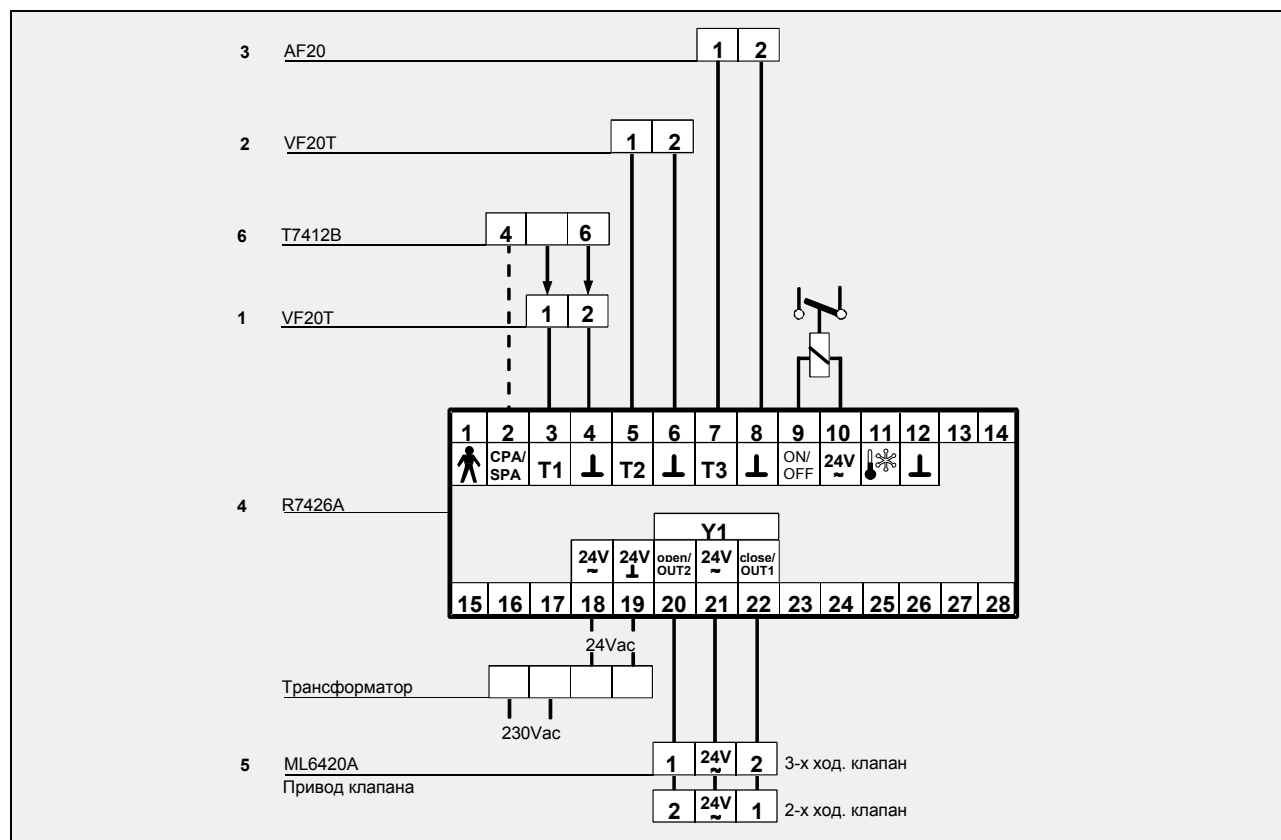 3 AF20 1 2
2 VF20T 1 2
6 T7412B 4 6
1 VF20T 1 2
1 2 3 4 5 6 7 8 9 10 11 12 13 14
CPA/ SPA T1 T2 T3 ON/ OFF 24V ~
4 R7426A
Y1
24V ~ 24V open/ OUT2 24V ~ close/ OUT1
15 16 17 18 19 20 21 22 23 24 25 26 27 28
24Vac
Трансформатор
230Vac
5 ML6420A 1 24V ~ 2 3-х ход. клапан
Привод клапана
2 24V ~ 1 2-х ход. клапан